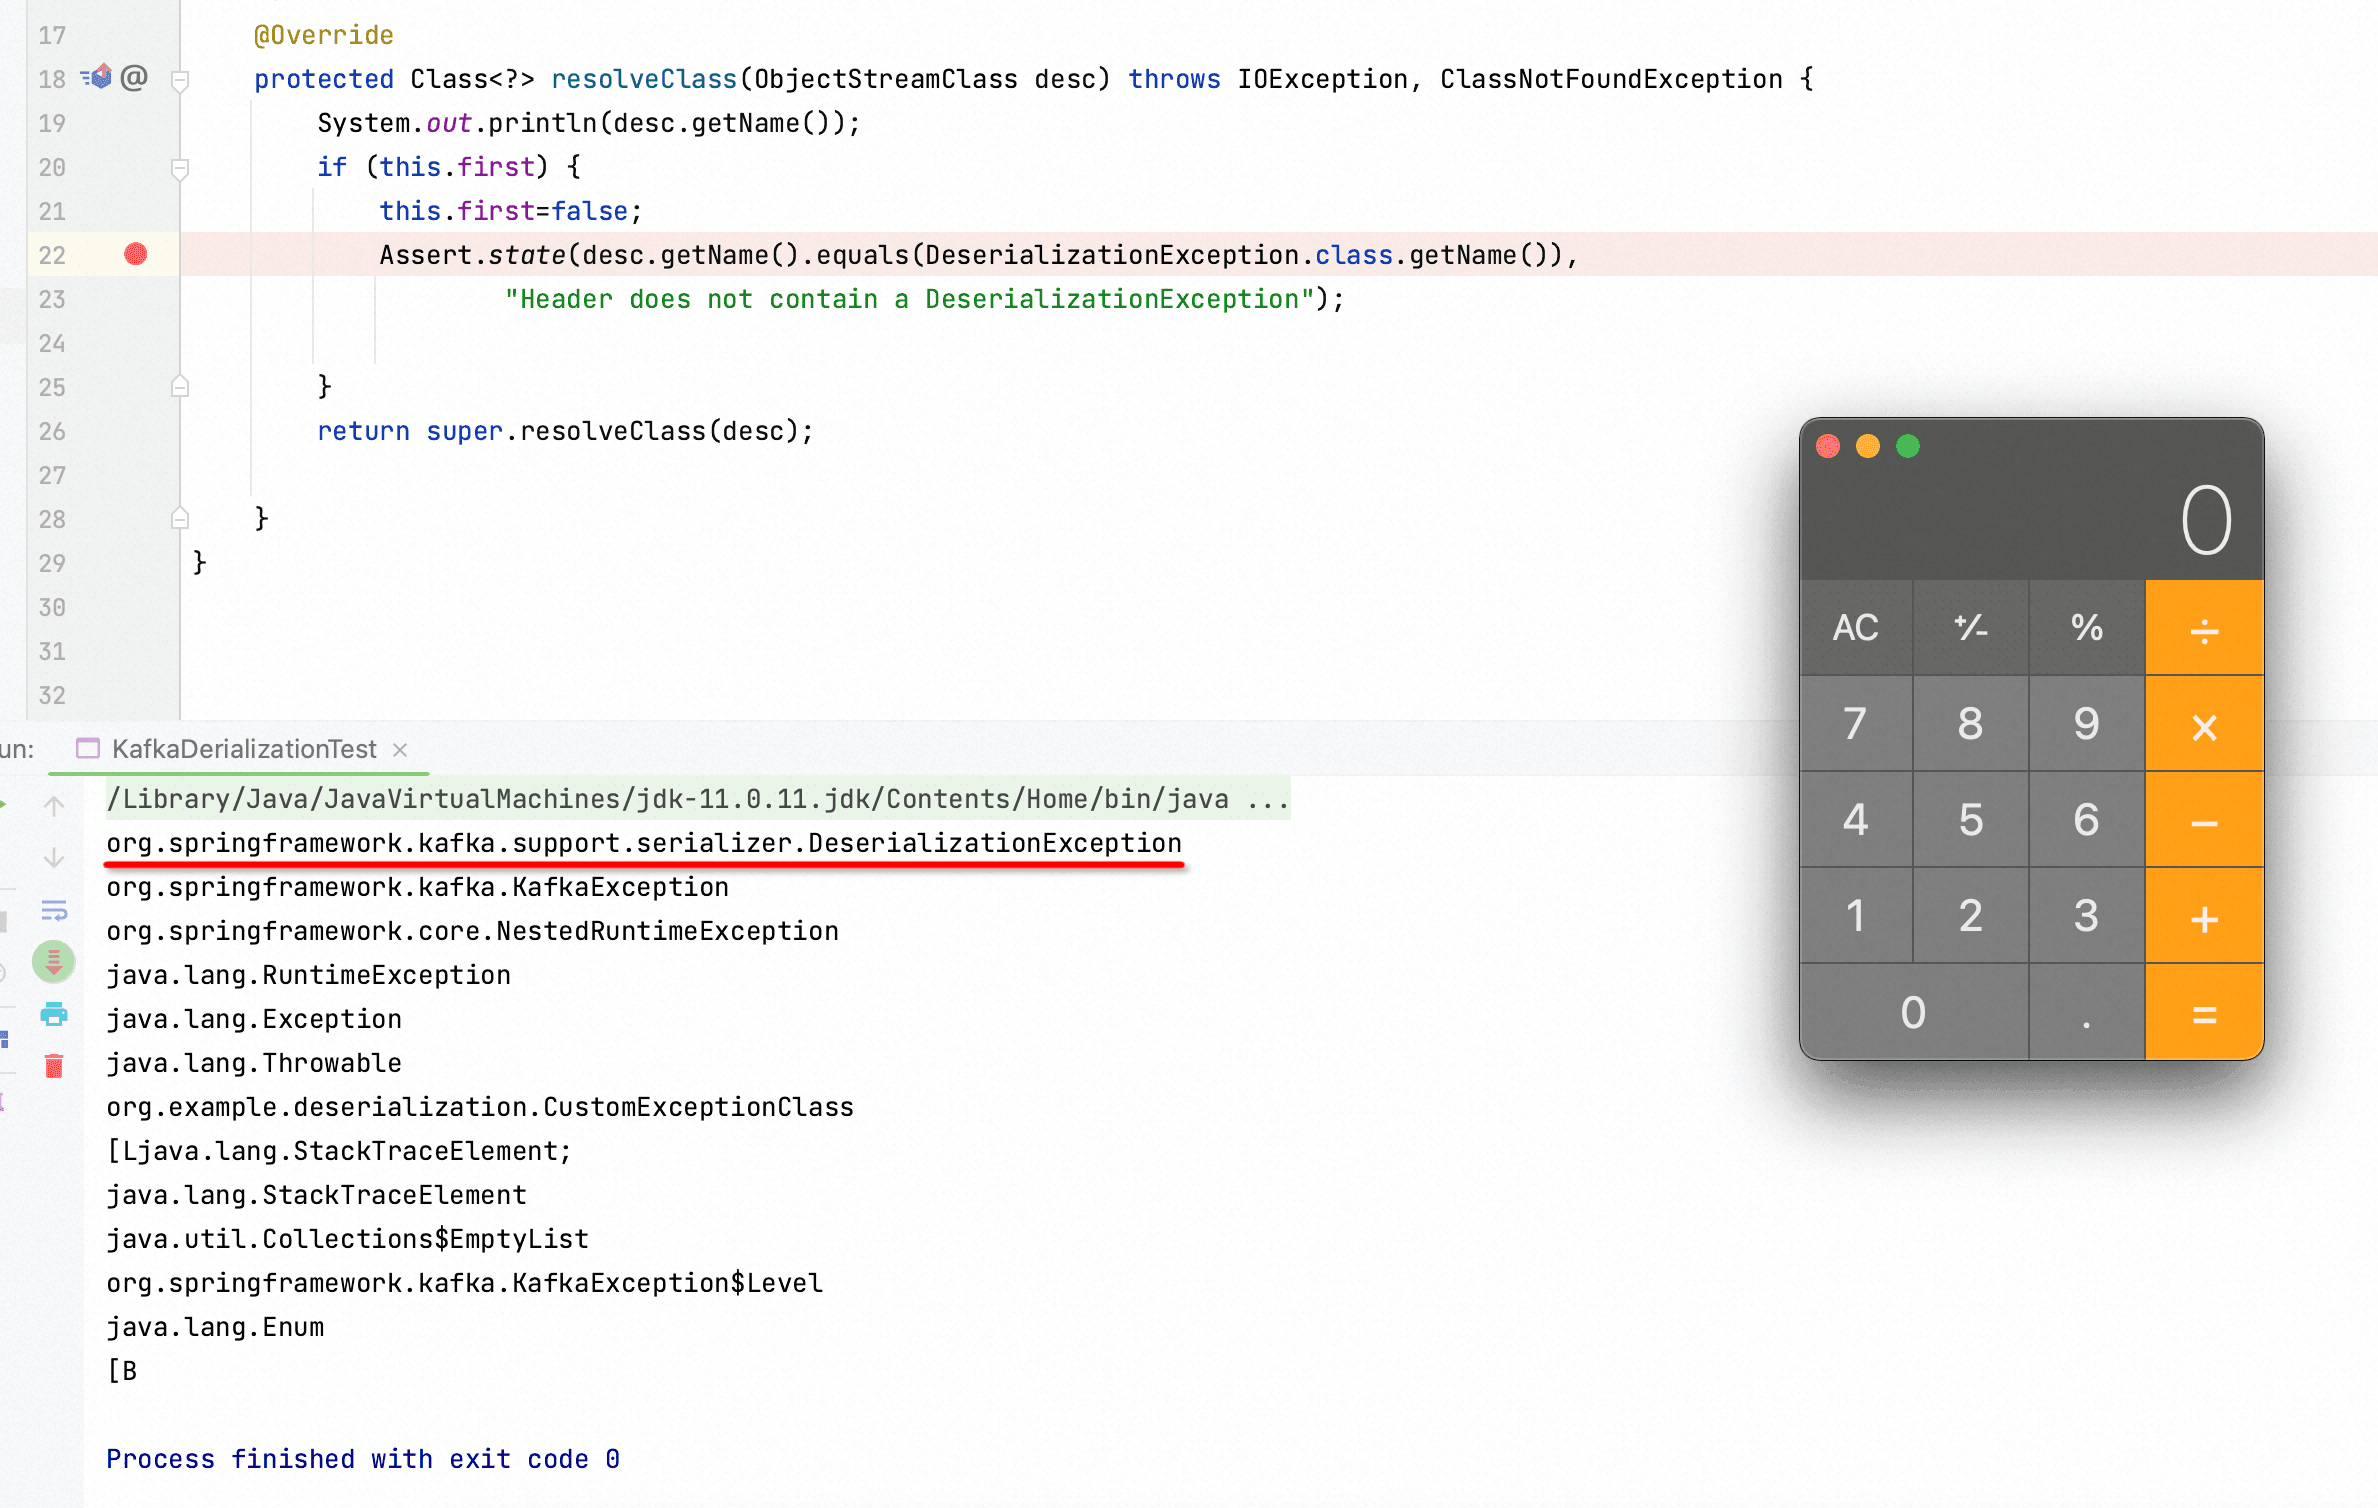 17 @Override
18 @ protected Class<?> resolveClass(ObjectStreamClass desc) throws IOException, ClassNotFoundException {
19 System.out.println(desc.getName());
20 if (this.first) {
21 this.first=false;
22 Assert.state(desc.getName().equals(DeserializationException.class.getName()),
23 "Header does not contain a DeserializationException");
24
25 }
26 return super.resolveClass(desc);
27
28 }
29 }
30
31
32
un: KafkaDerializationTest ×
/Library/Java/JavaVirtualMachines/jdk-11.0.11.jdk/Contents/Home/bin/java ...
org.springframework.kafka.support.serializer.DeserializationException
org.springframework.kafka.KafkaException
org.springframework.core.NestedRuntimeException
java.lang.RuntimeException
java.lang.Exception
java.lang.Throwable
org.example.deserialization.CustomExceptionClass
[Ljava.lang.StackTraceElement;
java.lang.StackTraceElement
java.util.Collections$EmptyList
org.springframework.kafka.KafkaException$Level
java.lang.Enum
[B
Process finished with exit code 0
0
AC +/- % ÷
7 8 9 ×
4 5 6 −
1 2 3 +
0 . =